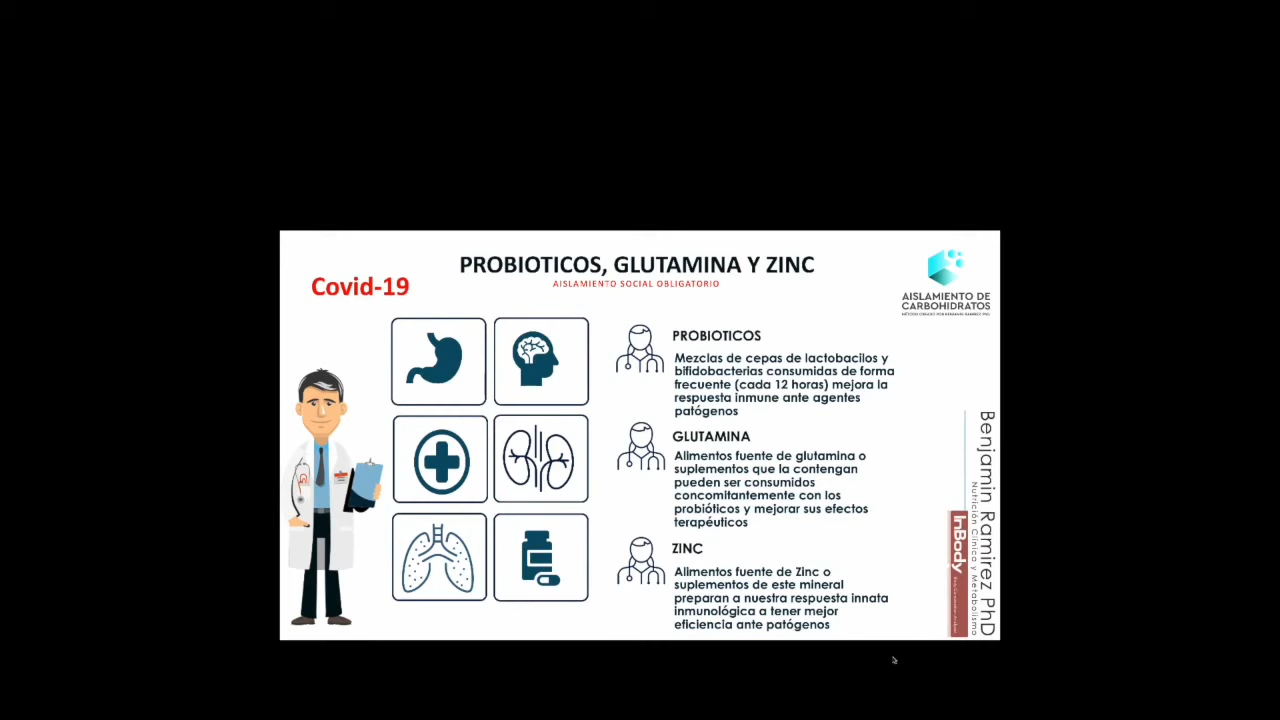 PROBIOTICOS, GLUTAMINA Y ZINC
AISLAMIENTO SOCIAL OBLIGATORIO
Covid-19
AISLAMIENTO DE
CARBOHIDRATOS
PROBIOTICOS
Mezclas de cepas de lactobacilos y
bifidobacterias consumidas de forma
frecuente (cada 12 horas) mejora la
respuesta inmune ante agentes
patógenos
GLUTAMINA
Alimentos fuente de glutamina o
suplementos que la contengan
pueden ser consumidos
concomitantemente con los
probióticos y mejorar sus efectos
terapéuticos
ZINC
Alimentos fuente de Zinc o
suplementos de este mineral
preparan a nuestra respuesta innata
inmunológica a tener mejor
eficiencia ante patógenos
Benjamin Ramirez PhD
Nutrición Clínica y Metabolismo
InBody